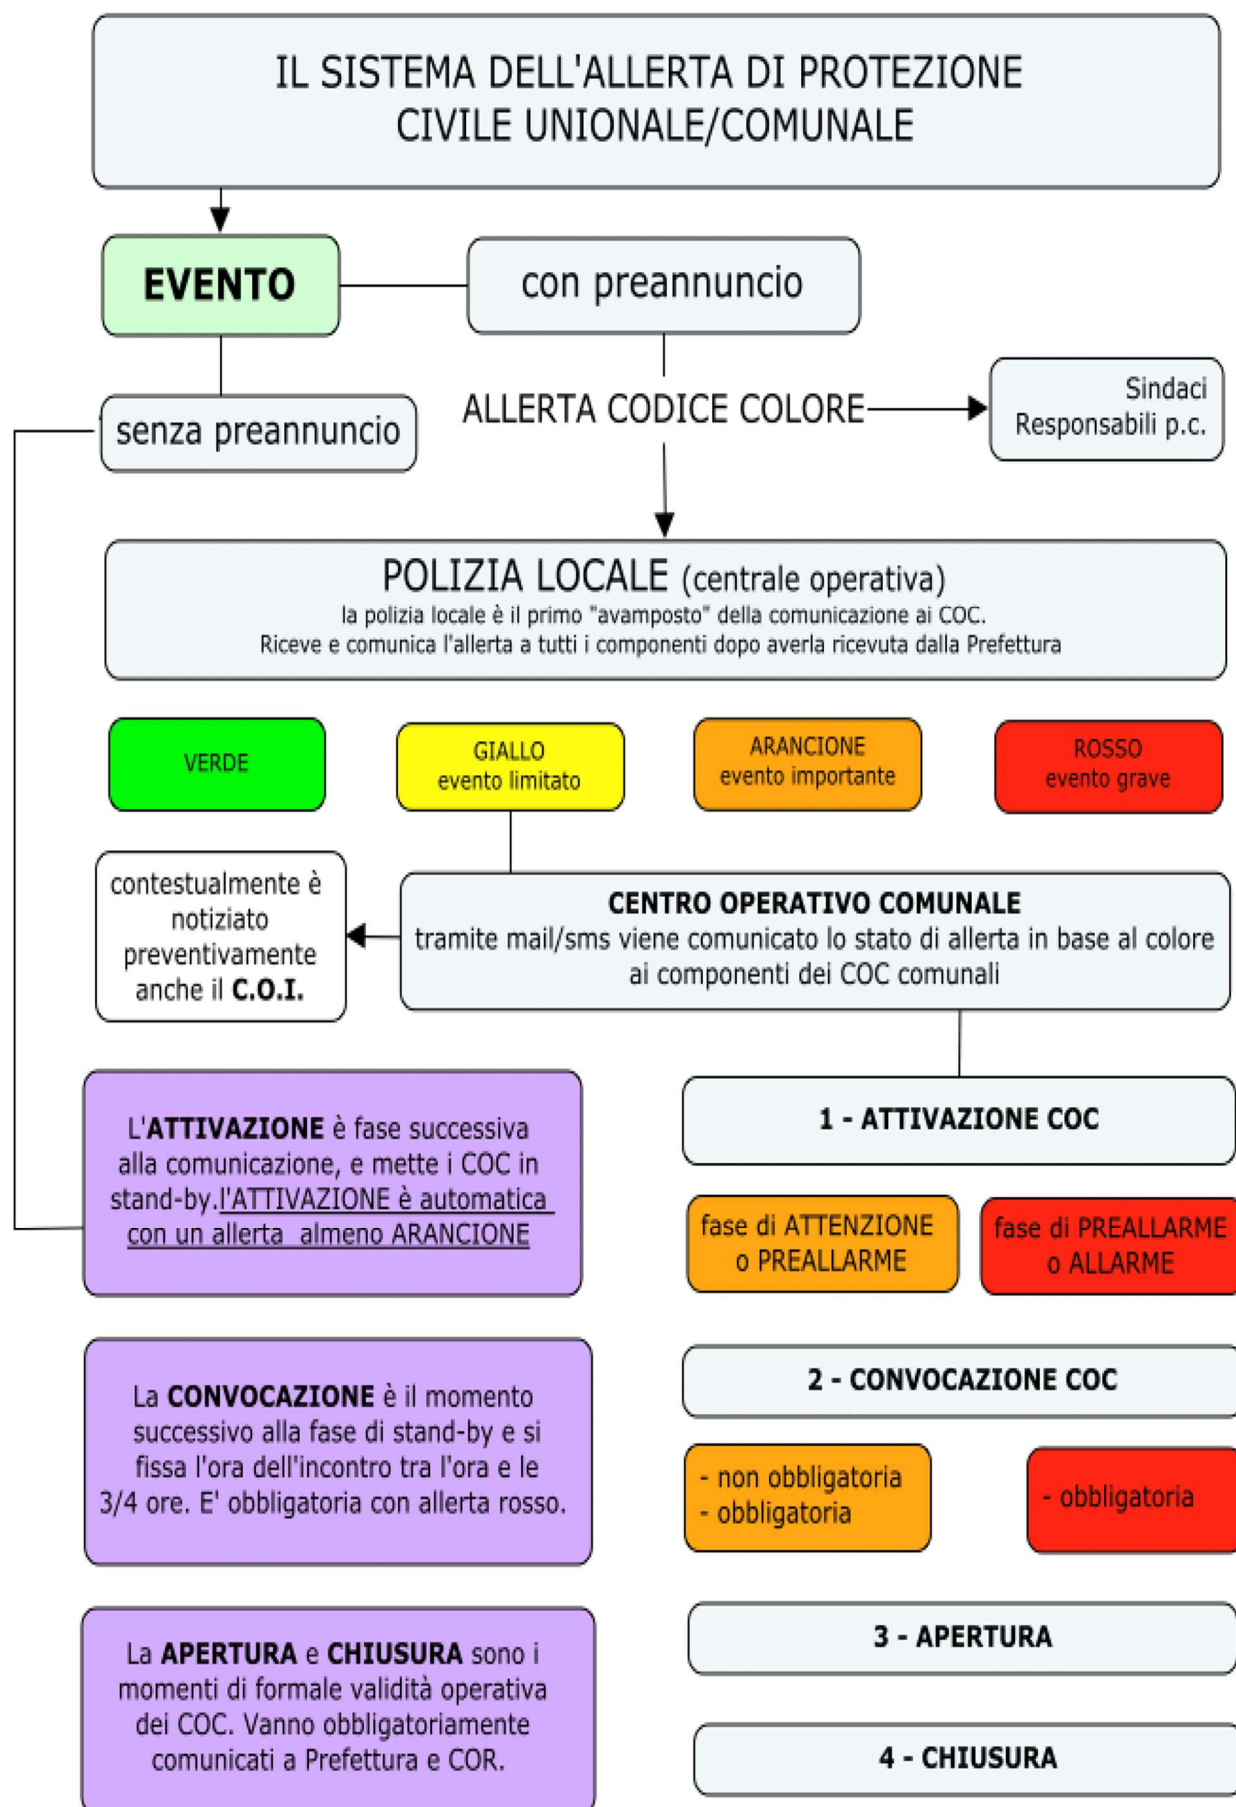 IL SISTEMA DELL'ALLERTA DI PROTEZIONE
CIVILE UNIONALE/COMUNALE
EVENTO
con preannuncio
senza preannuncio
ALLERTA CODICE COLORE
Sindaci
Responsabili p.c.
POLIZIA LOCALE (centrale operativa)
la polizia locale è il primo "avamposto" della comunicazione ai COC.
Riceve e comunica l'allerta a tutti i componenti dopo averla ricevuta dalla Prefettura
VERDE
GIALLO
evento limitato
ARANCIONE
evento importante
ROSSO
evento grave
contestualmente è
notiziato
preventivamente
anche il C.O.I.
CENTRO OPERATIVO COMUNALE
tramite mail/sms viene comunicato lo stato di allerta in base al colore
ai componenti dei COC comunali
L'ATTIVAZIONE è fase successiva
alla comunicazione, e mette i COC in
stand-by.l'ATTIVAZIONE è automatica
con un allerta  almeno ARANCIONE
1 - ATTIVAZIONE COC
fase di ATTENZIONE
o PREALLARME
fase di PREALLARME
o ALLARME
La CONVOCAZIONE è il momento
successivo alla fase di stand-by e si
fissa l'ora dell'incontro tra l'ora e le
3/4 ore. E' obbligatoria con allerta rosso.
2 - CONVOCAZIONE COC
- non obbligatoria
- obbligatoria
- obbligatoria
La APERTURA e CHIUSURA sono i
momenti di formale validità operativa
dei COC. Vanno obbligatoriamente
comunicati a Prefettura e COR.
3 - APERTURA
4 - CHIUSURA